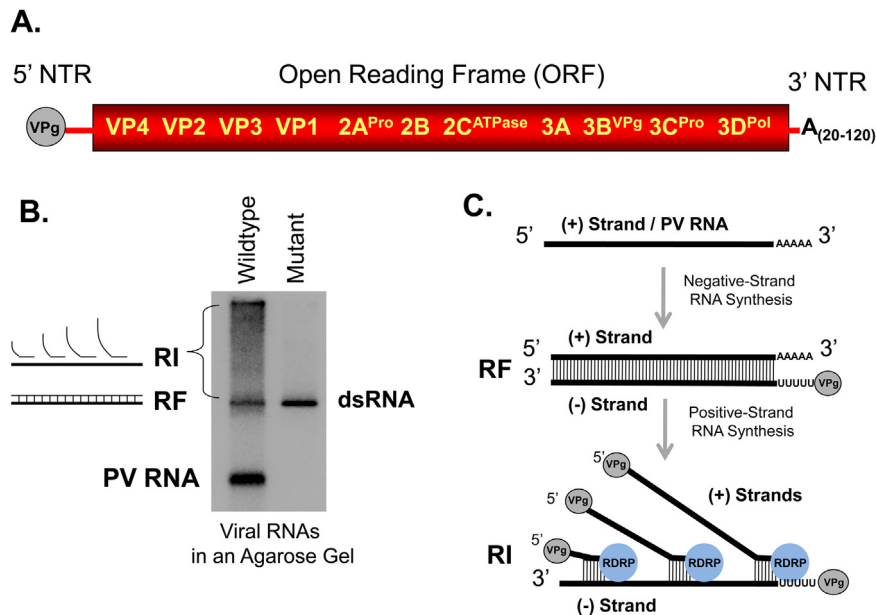 A.
5’ NTR
Open Reading Frame (ORF)
3’ NTR
VPg
VP4 VP2 VP3 VP1 2APro 2B 2CATPase 3A 3BVPg 3CPro 3DPol
A(20-120)
B.
Wildtype
Mutant
RI
RF
dsRNA
PV RNA
Viral RNAs
in an Agarose Gel
C.
(+) Strand / PV RNA
5’
AAAAA
3’
Negative-Strand
RNA Synthesis
(+) Strand
5’
AAAAA
3’
RF
3’
UUUUU
VPg
(-) Strand
Positive-Strand
RNA Synthesis
5’
VPg
(+) Strands
5’
VPg
5’
VPg
RI
RDRP
RDRP
RDRP
3’
UUUUU
VPg
(-) Strand